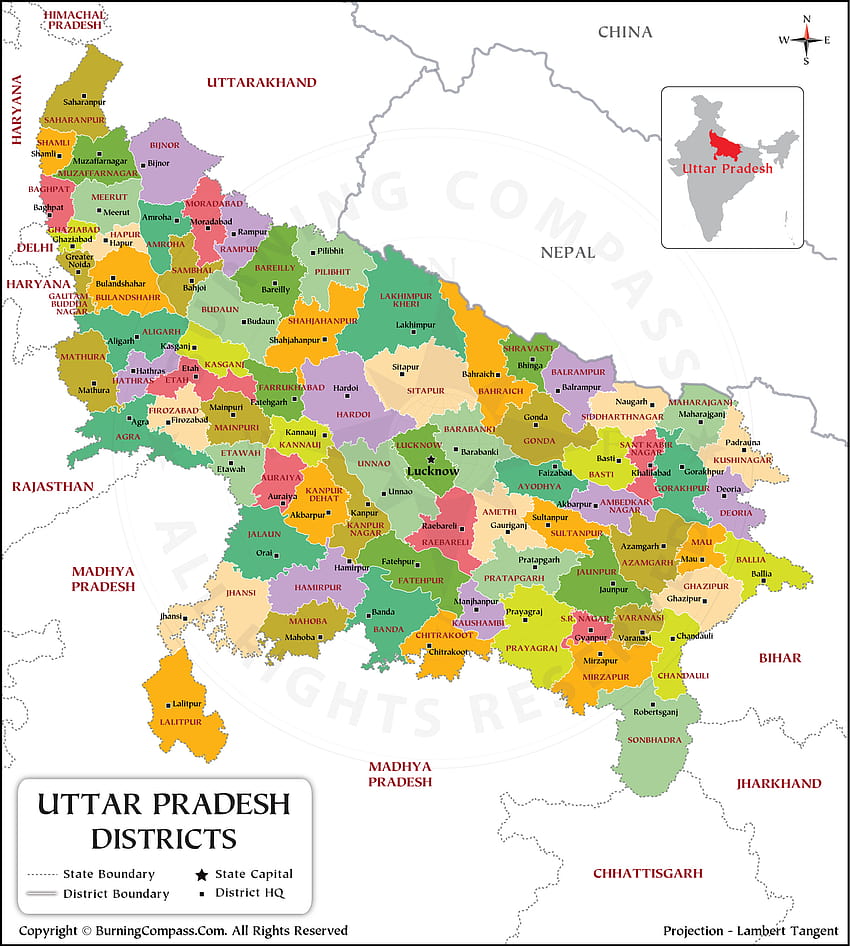 HIMACHAL
PRADESH
CHINA
N
W E
S
UTTARAKHAND
HARYANA
Saharanpur
SAHARANPUR
Uttar Pradesh
SHAMLI
Shamli
Muzaffarnagar
MUZAFFARNAGAR
BIJNOR
Bijnor
BAGHPAT
Baghpat
MEERUT
Meerut
MORADABAD
Moradabad
Amroha
AMROHA
Rampur
RAMPUR
GHAZIABAD
Ghaziabad
HAPUR
Hapur
DELHI
Greater
Noida
HARYANA
GAUTAM
BUDDHA
NAGAR
Bulandshahar
BULANDSHAHR
SAMBHAL
Bahjoi
BAREILLY
Bareilly
Pilibhit
PILIBHIT
NEPAL
BUDAUN
Budaun
SHAHJAHANPUR
Shahjahanpur
LAKHIMPUR
KHERI
Lakhimpur
ALIGARH
Aligarh
Kasganj
KASGANJ
MATHURA
Mathura
Hathras
HATHRAS
Etah
ETAH
FARRUKHABAD
Fatehgarh
Hardoi
HARDOI
Sitapur
SITAPUR
Bahraich
BAHRAICH
SHRAVASTI
Bhinga
BALRAMPUR
Balrampur
FIROZABAD
Firozabad
Agra
AGRA
Mainpuri
MAINPURI
Kannauj
KANNAUJ
Naugarh
SIDDHARTHNAGAR
MAHARAJGANJ
Maharajganj
Gonda
GONDA
BARABANKI
Barabanki
LUCKNOW
Lucknow
UNNAO
Unnao
ETAWAH
Etawah
AURAIYA
Auraiya
KANPUR
DEHAT
Akbarpur
Kanpur
KANPUR
NAGAR
Basti
BASTI
SANT KABIR
NAGAR
Khalilabad
Gorakhpur
GORAKHPUR
Padrauna
KUSHINAGAR
Deoria
DEORIA
Faizabad
AYODHYA
Akbarpur
AMBEDKAR
NAGAR
RAJASTHAN
JALAUN
Orai
Raebareli
RAEBARELI
AMETHI
Gauriganj
Sultanpur
SULTANPUR
Azamgarh
AZAMGARH
MAU
Mau
BALLIA
Ballia
MADHYA
PRADESH
Hamirpur
HAMIRPUR
Fatehpur
FATEHPUR
Pratapgarh
PRATAPGARH
JAUNPUR
Jaunpur
GHAZIPUR
Ghazipur
JHANSI
Jhansi
MAHOBA
Mahoba
Banda
BANDA
Manjhanpur
KAUSHAMBI
CHITRAKOOT
Chitrakoot
Prayagraj
PRAYAGRAJ
S.R. NAGAR
Gyanpur
VARANASI
Varanasi
Chandauli
CHANDAULI
Mirzapur
MIRZAPUR
BIHAR
Lalitpur
LALITPUR
Robertsganj
SONBHADRA
MADHYA
PRADESH
JHARKHAND
CHHATTISGARH
UTTAR PRADESH
DISTRICTS
State Boundary
State Capital
District Boundary
District HQ
BURNING COMPASS
ALL RIGHTS RESERVED
Copyright © BurningCompass.Com. All Rights Reserved
Projection - Lambert Tangent